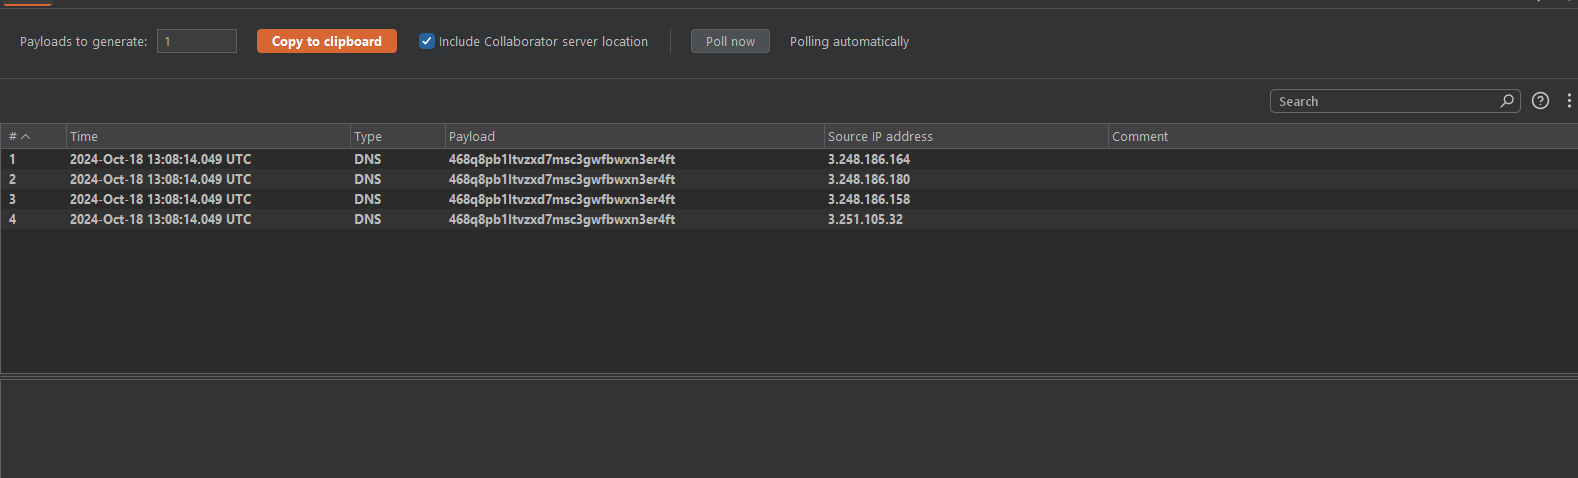 Payloads to generate: 1 Copy to clipboard Include Collaborator server location Poll now Polling automatically
Search
# Time Type Payload Source IP address Comment
1 2024-Oct-18 13:08:14.049 UTC DNS 468q8pb1ltvzxd7msc3gwfbwxn3er4ft 3.248.186.164
2 2024-Oct-18 13:08:14.049 UTC DNS 468q8pb1ltvzxd7msc3gwfbwxn3er4ft 3.248.186.180
3 2024-Oct-18 13:08:14.049 UTC DNS 468q8pb1ltvzxd7msc3gwfbwxn3er4ft 3.248.186.158
4 2024-Oct-18 13:08:14.049 UTC DNS 468q8pb1ltvzxd7msc3gwfbwxn3er4ft 3.251.105.32